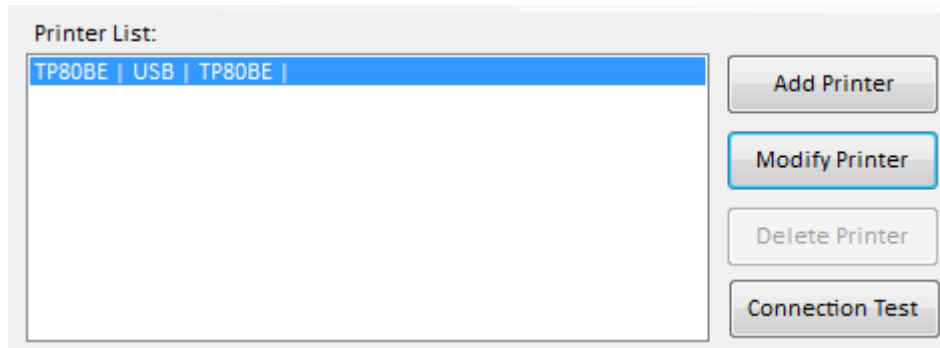 Printer List:
TP80BE | USB | TP80BE |
Add Printer
Modify Printer
Delete Printer
Connection Test